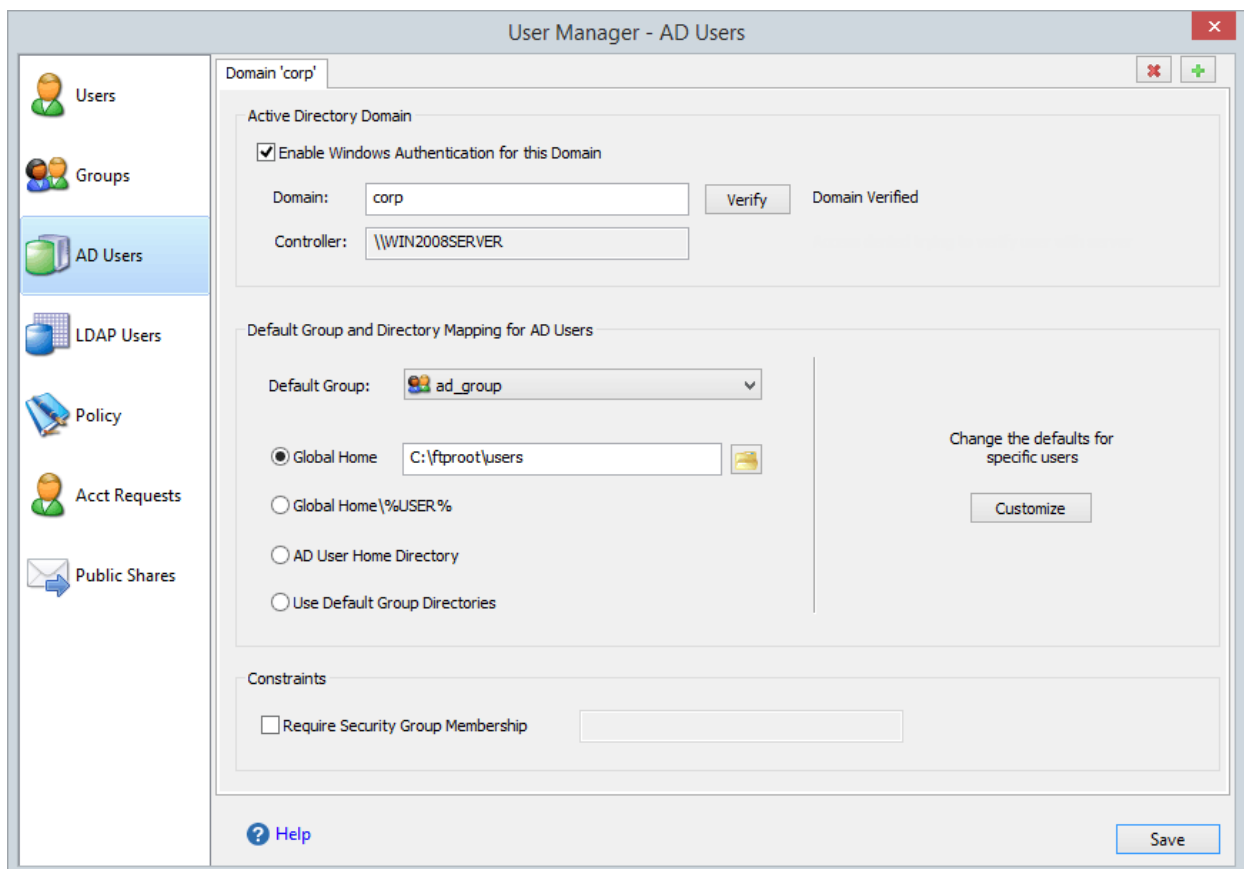 User Manager - AD Users
Users
Groups
AD Users
LDAP Users
Policy
Acct Requests
Public Shares
Domain 'corp'
Active Directory Domain
Enable Windows Authentication for this Domain
Domain: corp Verify Domain Verified
Controller: \\WIN2008SERVER
Default Group and Directory Mapping for AD Users
Default Group: ad_group
Global Home C:\ftproot\users
Global Home\%USER%
AD User Home Directory
Use Default Group Directories
Change the defaults for
specific users
Customize
Constraints
Require Security Group Membership
Help
Save